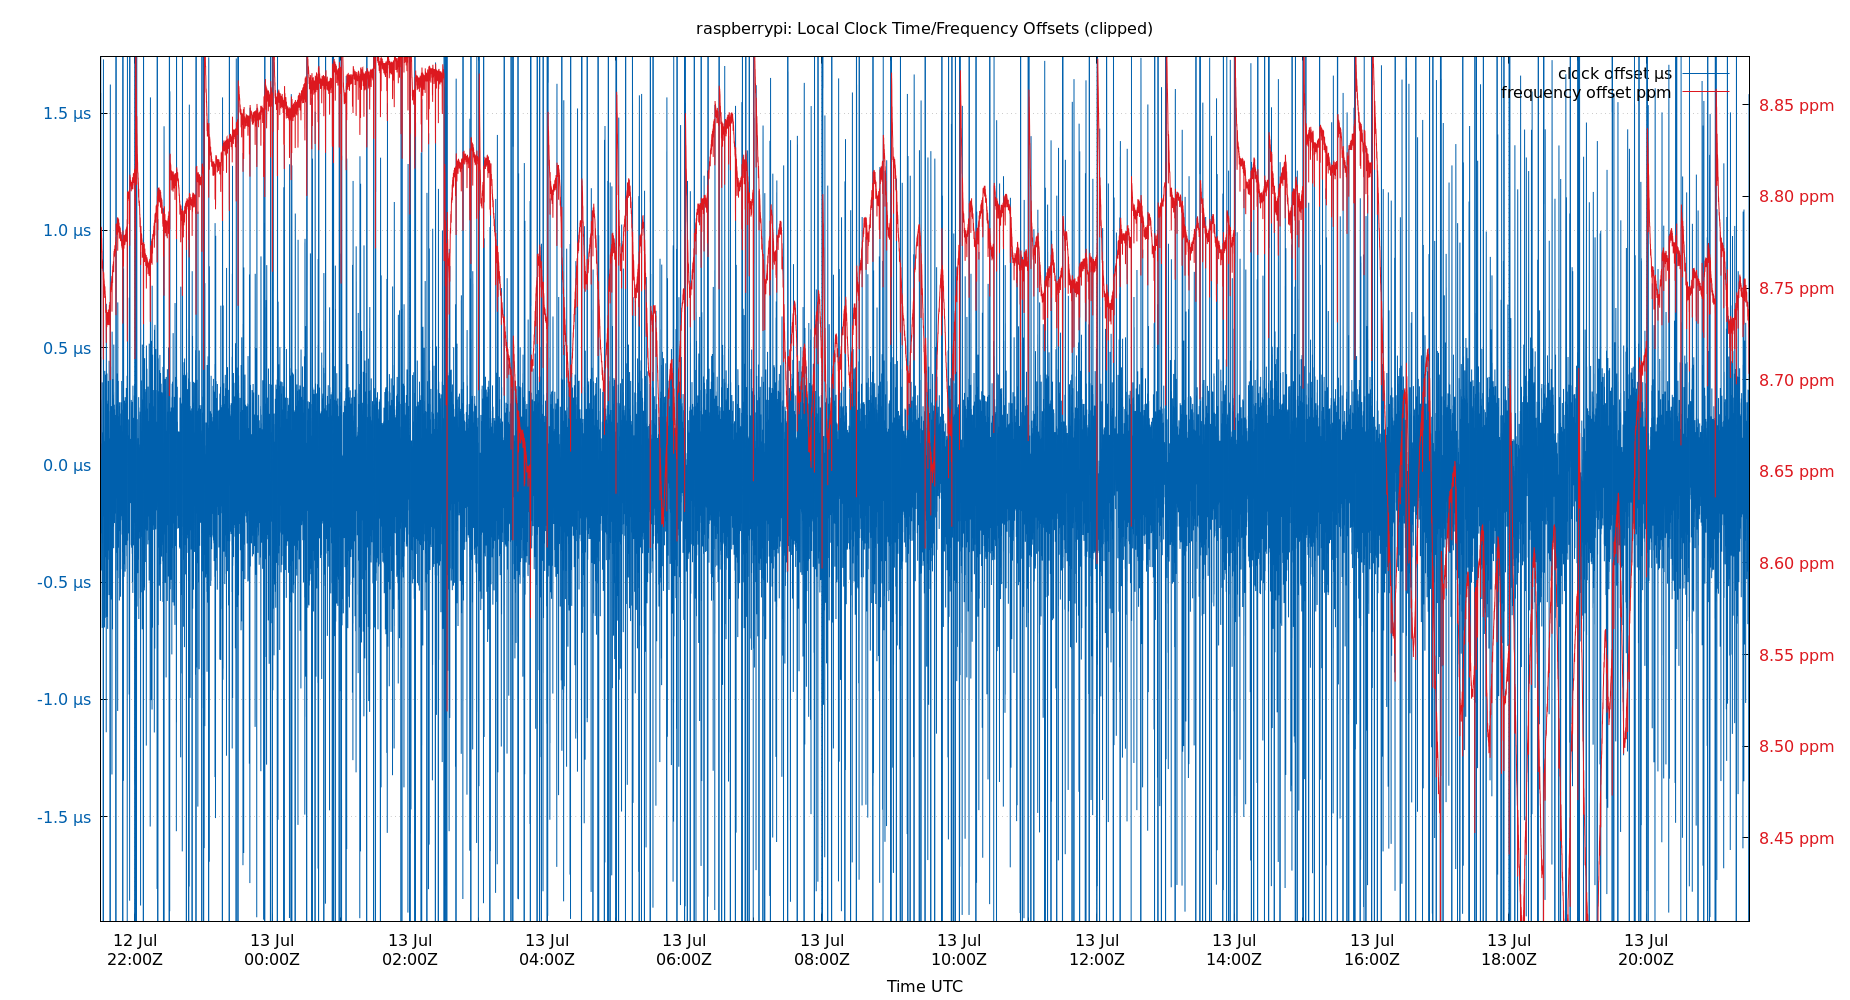 raspberrypi: Local Clock Time/Frequency Offsets (clipped)
clock offset µs
frequency offset ppm
1.5 µs
1.0 µs
0.5 µs
0.0 µs
-0.5 µs
-1.0 µs
-1.5 µs
8.85 ppm
8.80 ppm
8.75 ppm
8.70 ppm
8.65 ppm
8.60 ppm
8.55 ppm
8.50 ppm
8.45 ppm
12 Jul 13 Jul 13 Jul 13 Jul 13 Jul 13 Jul 13 Jul 13 Jul 13 Jul 13 Jul 13 Jul 13 Jul
22:00Z 00:00Z 02:00Z 04:00Z 06:00Z 08:00Z 10:00Z 12:00Z 14:00Z 16:00Z 18:00Z 20:00Z
Time UTC